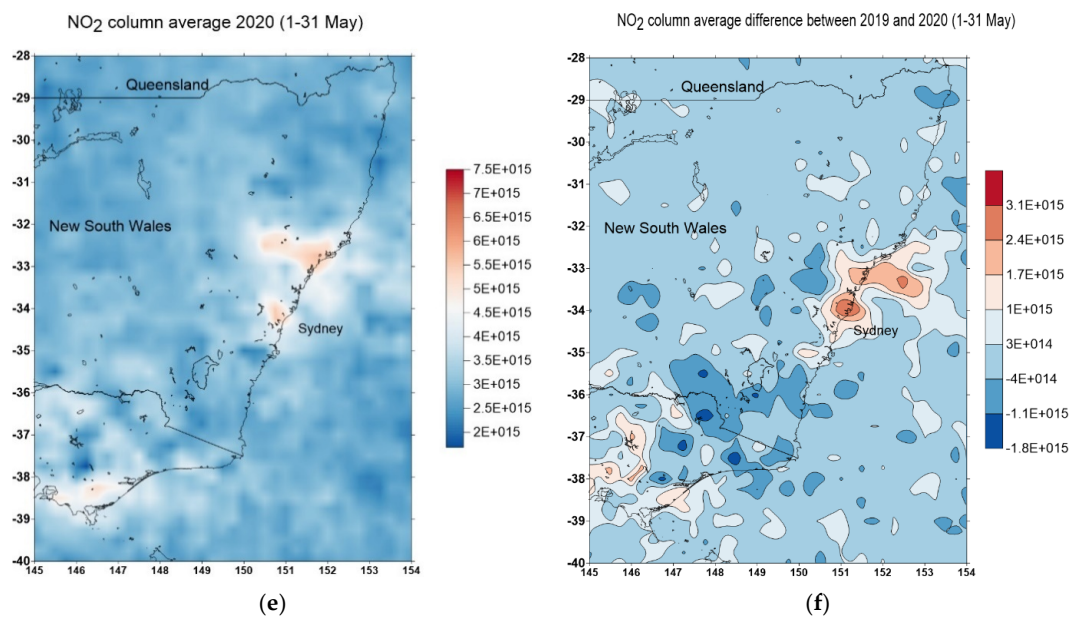 NO2 column average 2020 (1-31 May)
-28
-29
-30
-31
-32
-33
-34
-35
-36
-37
-38
-39
-40
145
146
147
148
149
150
151
152
153
154
Queensland
New South Wales
Sydney
7.5E+015
7E+015
6.5E+015
6E+015
5.5E+015
5E+015
4.5E+015
4E+015
3.5E+015
3E+015
2.5E+015
2E+015
(e)
NO2 column average difference between 2019 and 2020 (1-31 May)
-28
-29
-30
-31
-32
-33
-34
-35
-36
-37
-38
-39
-40
145
146
147
148
149
150
151
152
153
154
Queensland
New South Wales
Sydney
3.1E+015
2.4E+015
1.7E+015
1E+015
3E+014
-4E+014
-1.1E+015
-1.8E+015
(f)